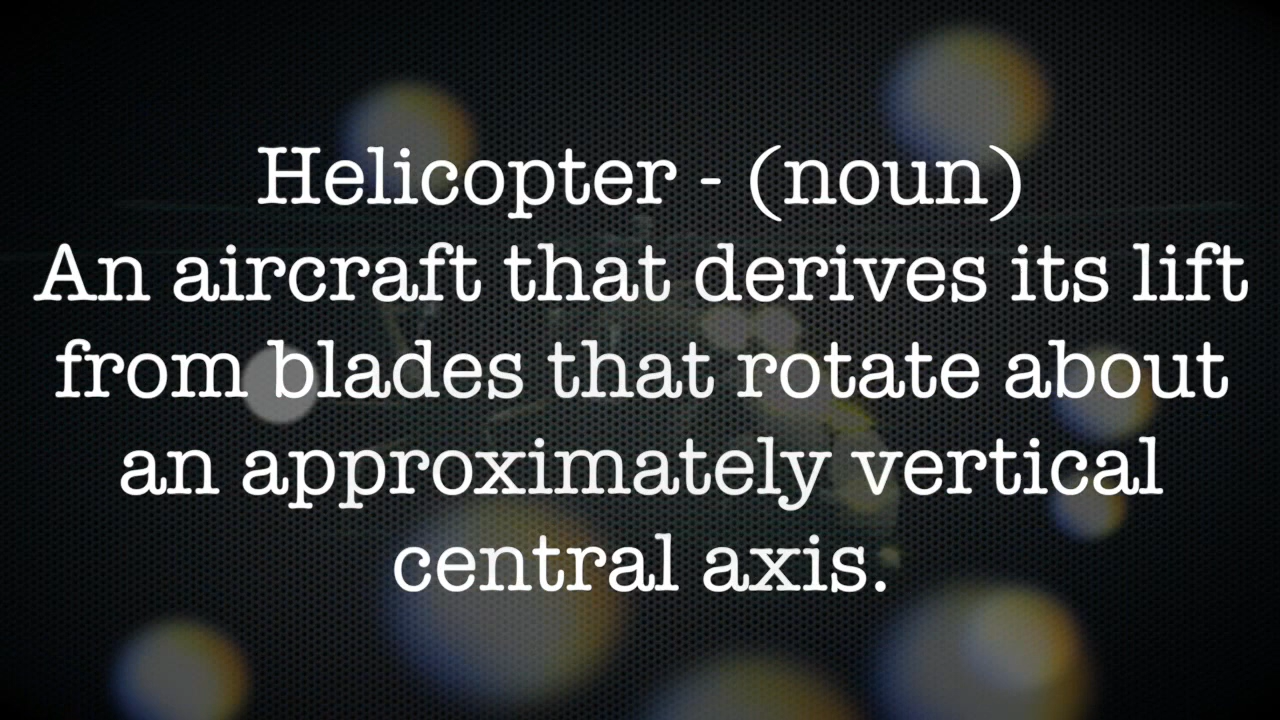 Helicopter - (noun)
An aircraft that derives its lift
from blades that rotate about
an approximately vertical
central axis.